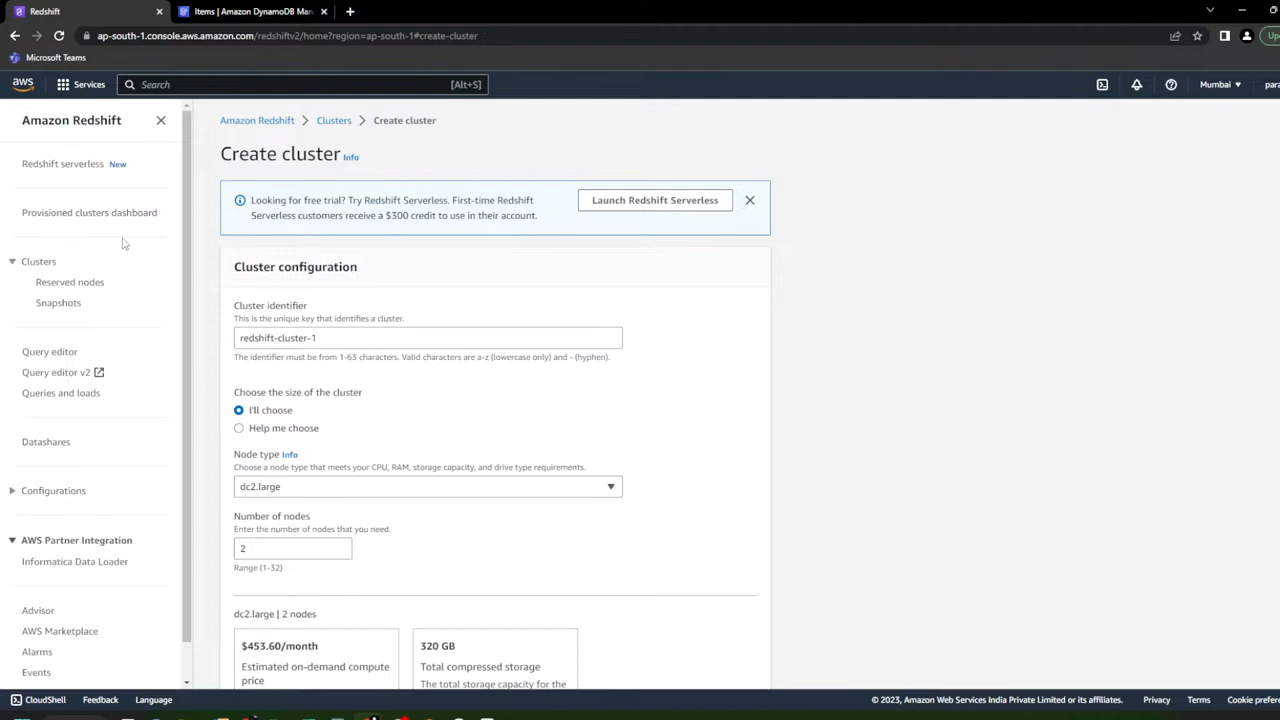 Redshift
Items | Amazon DynamoDB Man
ap-south-1.console.aws.amazon.com/redshiftv2/home?region=ap-south-1#create-cluster
Microsoft Teams
aws
Services
Search
[Alt+S]
Mumbai
para
Amazon Redshift
Redshift serverless New
Provisioned clusters dashboard
Clusters
Reserved nodes
Snapshots
Query editor
Query editor v2
Queries and loads
Datashares
Configurations
AWS Partner Integration
Informatica Data Loader
Advisor
AWS Marketplace
Alarms
Events
Amazon Redshift > Clusters > Create cluster
Create cluster Info
Looking for free trial? Try Redshift Serverless. First-time Redshift
Serverless customers receive a $300 credit to use in their account.
Launch Redshift Serverless
Cluster configuration
Cluster identifier
This is the unique key that identifies a cluster.
redshift-cluster-1
The identifier must be from 1-63 characters. Valid characters are a-z (lowercase only) and - (hyphen).
Choose the size of the cluster
I'll choose
Help me choose
Node type Info
Choose a node type that meets your CPU, RAM, storage capacity, and drive type requirements.
dc2.large
Number of nodes
Enter the number of nodes that you need.
2
Range (1-32)
dc2.large | 2 nodes
$453.60/month
Estimated on-demand compute
price
320 GB
Total compressed storage
The total storage capacity for the
CloudShell
Feedback
Language
© 2023, Amazon Web Services India Private Limited or its affiliates.
Privacy
Terms
Cookie prefer